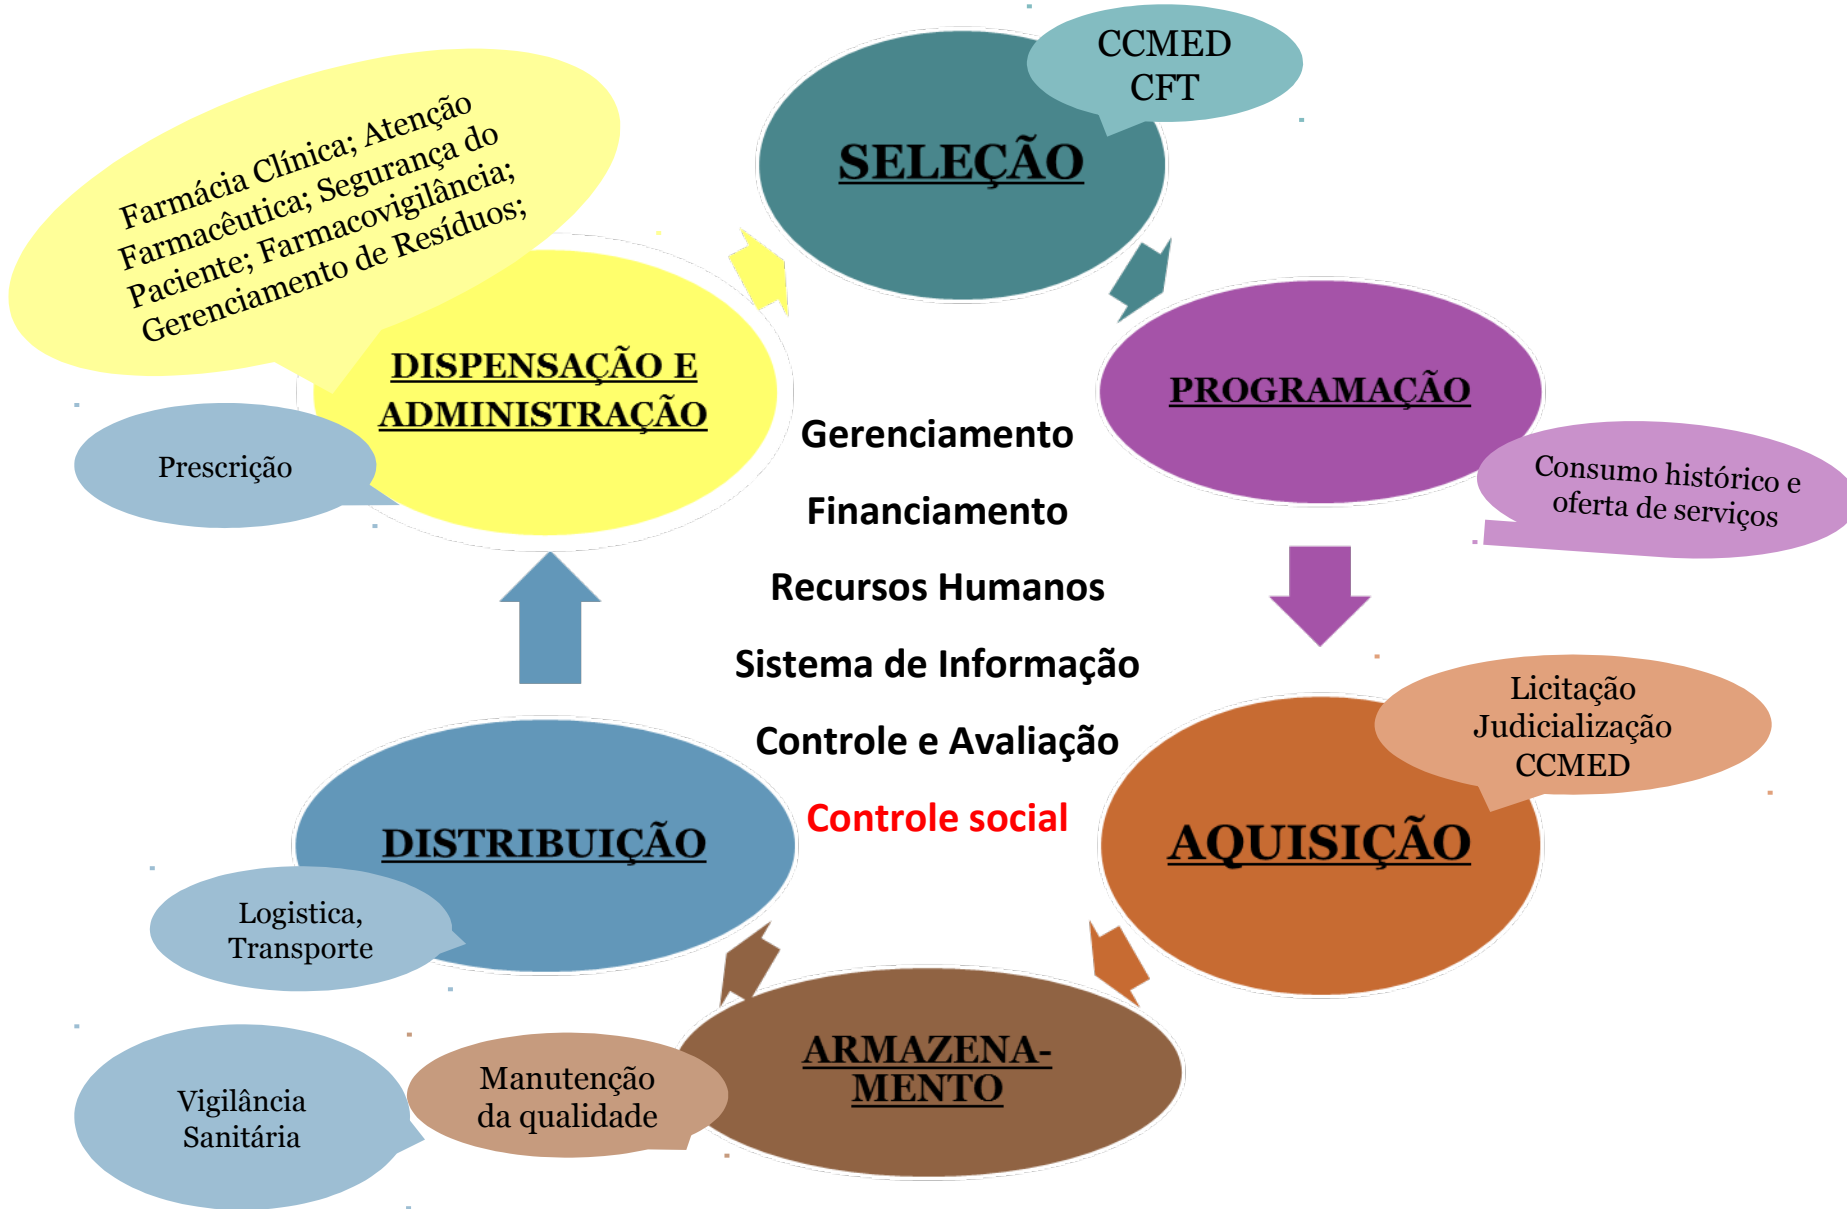 CCMED
CFT
SELEÇÃO
Farmácia Clínica; Atenção
Farmacêutica; Segurança do
Paciente; Farmacovigilância;
Gerenciamento de Resíduos;
DISPENSAÇÃO E
ADMINISTRAÇÃO
Prescrição
PROGRAMAÇÃO
Consumo histórico e
oferta de serviços
Gerenciamento
Financiamento
Recursos Humanos
Sistema de Informação
Controle e Avaliação
Controle social
Licitação
Judicialização
CCMED
AQUISIÇÃO
DISTRIBUIÇÃO
Logistica,
Transporte
ARMAZENA-
MENTO
Manutenção
da qualidade
Vigilância
Sanitária